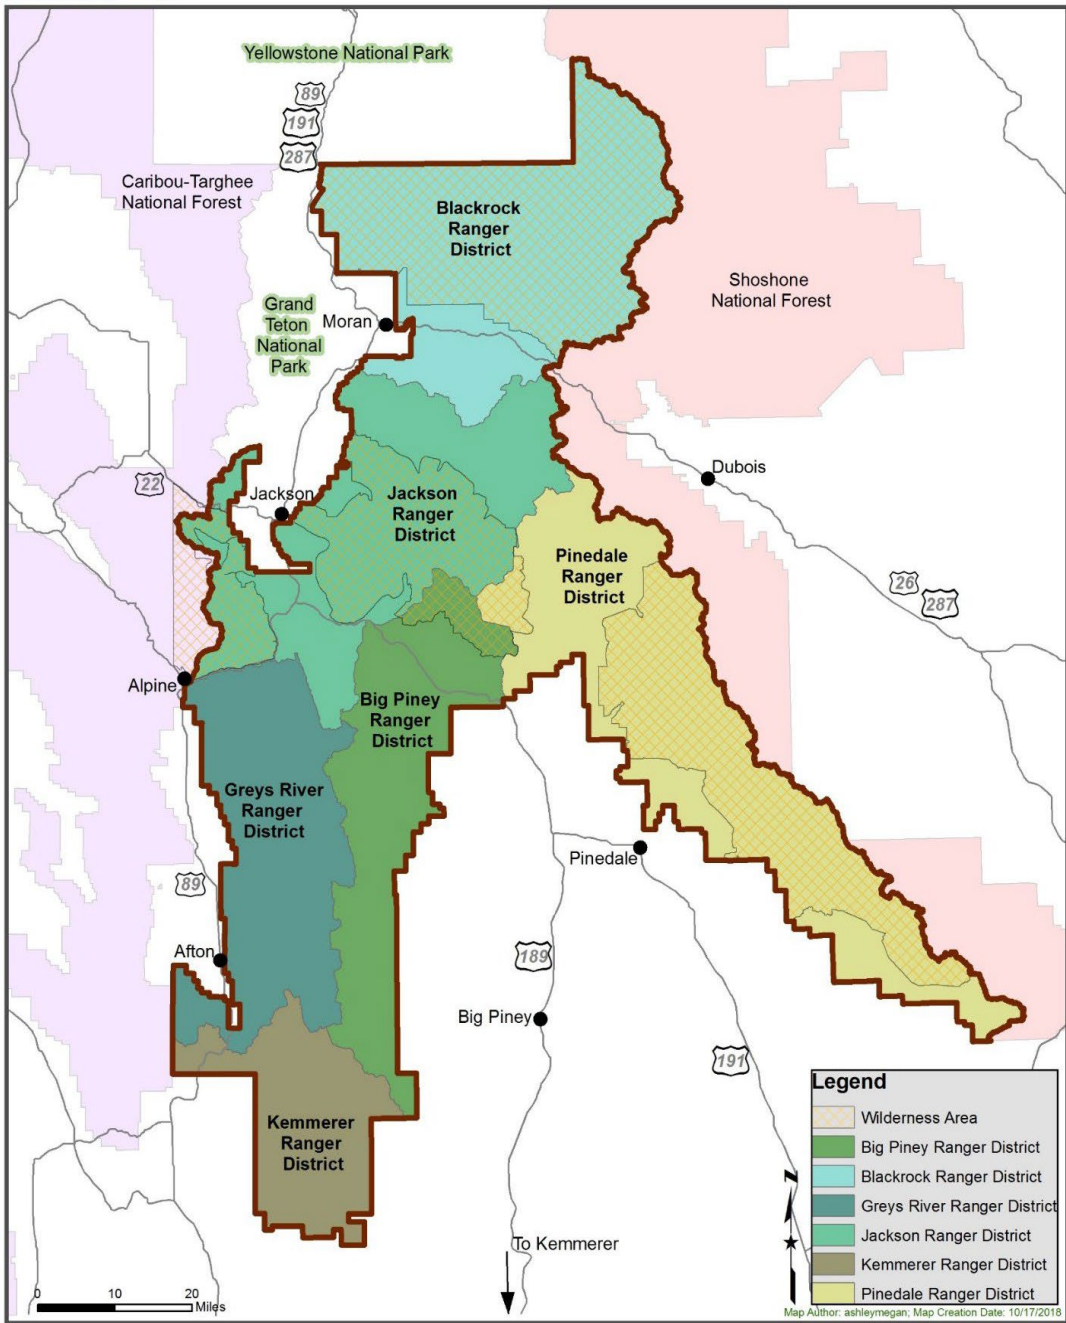 Yellowstone National Park
89
191
287
Caribou-Targhee
National Forest
Blackrock
Ranger
District
Shoshone
National Forest
Grand
Teton
National
Park
Moran
Dubois
22
Jackson
Jackson
Ranger
District
Pinedale
Ranger
District
26
287
Alpine
Big Piney
Ranger
District
Greys River
Ranger
District
Pinedale
89
Afton
189
Big Piney
191
Kemmerer
Ranger
District
To Kemmerer
Legend
Wilderness Area
Big Piney Ranger District
Blackrock Ranger District
Greys River Ranger District
Jackson Ranger District
Kemmerer Ranger District
Pinedale Ranger District
N
0 10 20
Miles
Map Author: ashleymegan; Map Creation Date: 10/17/2018